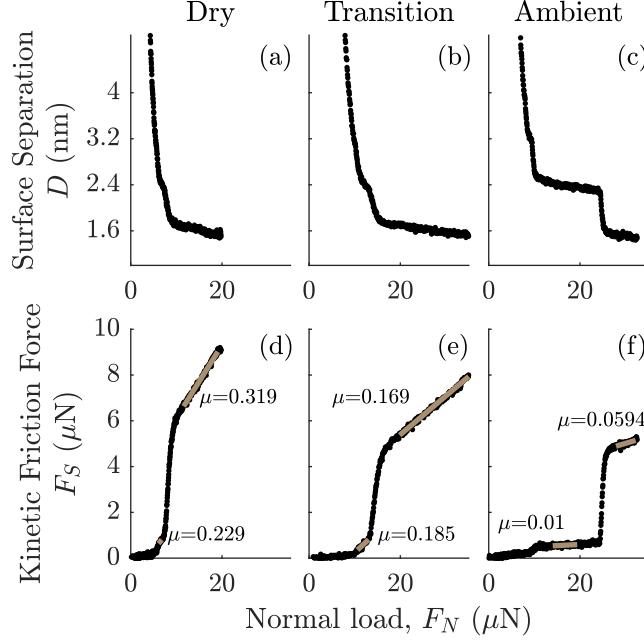 Dry
Transition
Ambient
Surface Separation
D (nm)
(a)
(b)
(c)
4
3.2
2.4
1.6
0
20
0
20
0
20
Kinetic Friction Force
F_S (μN)
10
8
6
4
2
0
(d)
(e)
(f)
μ=0.319
μ=0.169
μ=0.0594
μ=0.229
μ=0.185
μ=0.01
0
20
0
20
0
20
Normal load, F_N (μN)